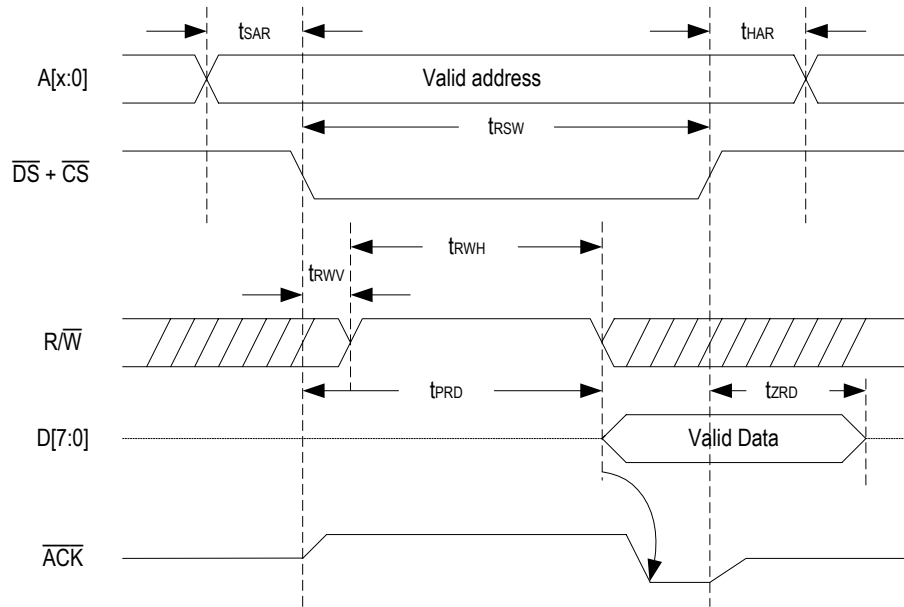 tSAR
tHAR
A[x:0]
Valid address
tRSW
DS + CS
tRWH
tRWV
R/W
tPRD
tZRD
D[7:0]
Valid Data
ACK